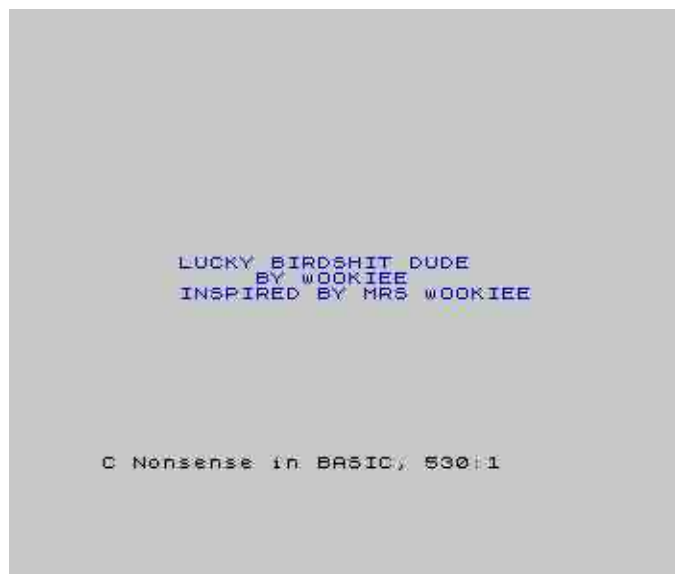 LUCKY BIRDSHIT DUDE
BY WOOKIEE
INSPIRED BY MRS WOOKIEE
C Nonsense in BASIC, 530:1